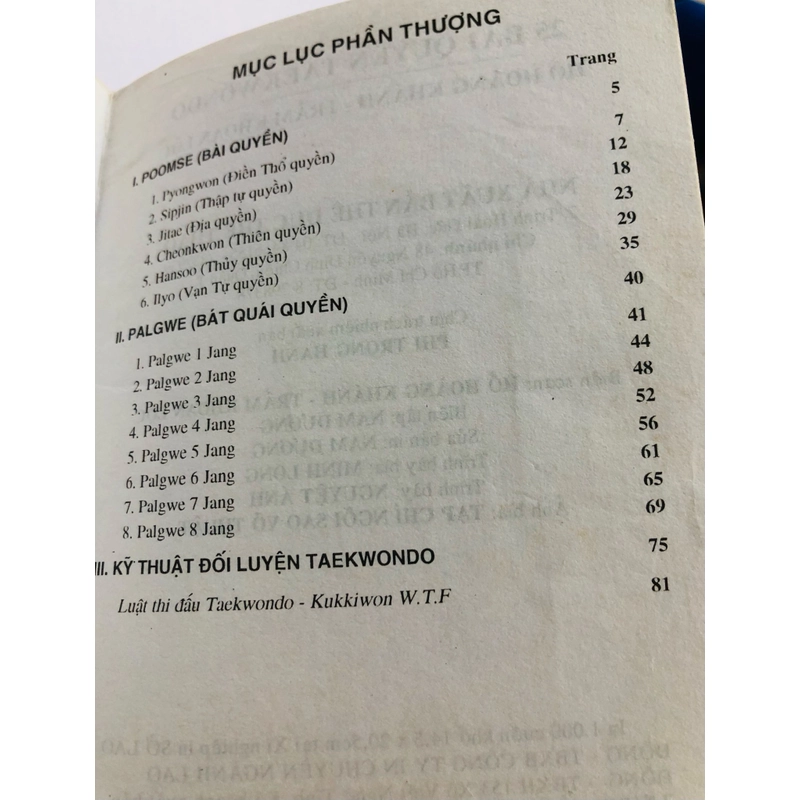 MỤC LỤC PHẦN THƯỢNG
Trang
I. POOMSE (BÀI QUYỀN) 5
1. Pyongwon (Điền Thổ quyền) 7
2. Sipjin (Thập tự quyền) 12
3. Jitae (Địa quyền) 18
4. Cheonkwon (Thiên quyền) 23
5. Hansoo (Thủy quyền) 29
6. Ilyo (Vạn Tự quyền) 35
II. PALGWE (BÁT QUÁI QUYỀN) 40
1. Palgwe 1 Jang 41
2. Palgwe 2 Jang 44
3. Palgwe 3 Jang 48
4. Palgwe 4 Jang 52
5. Palgwe 5 Jang 56
6. Palgwe 6 Jang 61
7. Palgwe 7 Jang 65
8. Palgwe 8 Jang 69
III. KỸ THUẬT ĐỐI LUYỆN TAEKWONDO 75
Luật thi đấu Taekwondo - Kukkiwon W.T.F 81